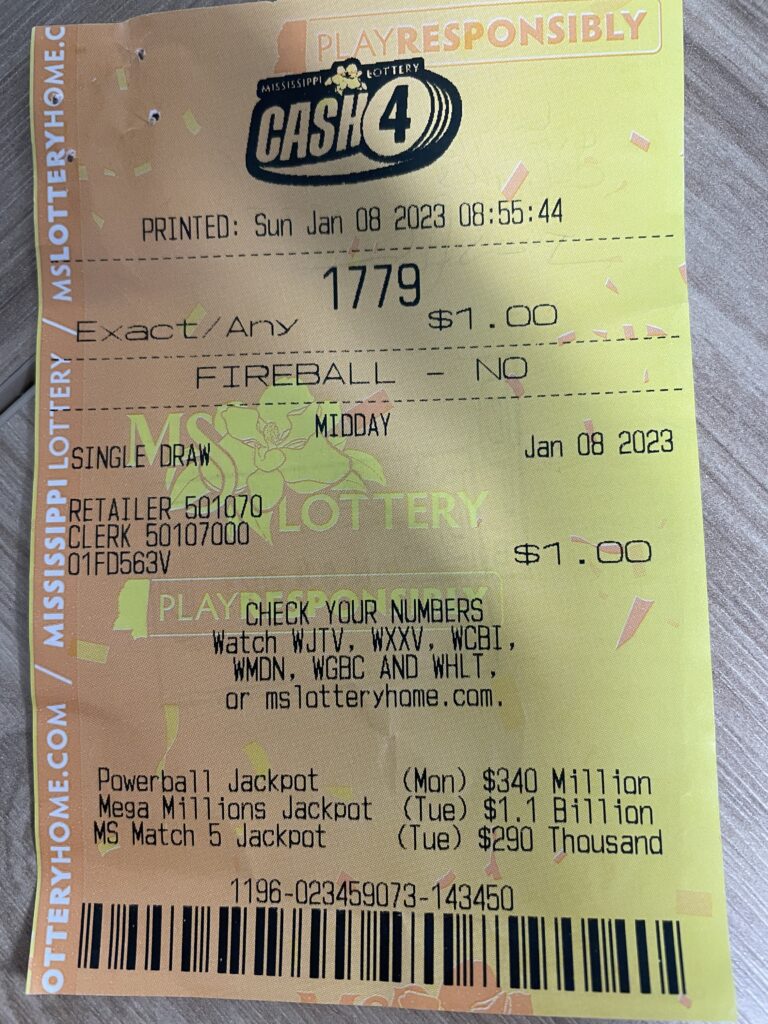 PLAYRESPONSIBLY
MISSISSIPPI LOTTERY
CASH 4
PRINTED: Sun Jan 08 2023 08:55:44
1779
Exact/Any $1.00
FIREBALL - NO
MIDDAY
SINGLE DRAW Jan 08 2023
MS LOTTERY
RETAILER 501070
CLERK 50107000
01FD563V $1.00
PLAYRESPONSIBLY
CHECK YOUR NUMBERS
Watch WJTV, WXXV, WCBI,
WMDN, WGBC AND WHLT,
or mslotteryhome.com.
Powerball Jackpot (Mon) $340 Million
Mega Millions Jackpot (Tue) $1.1 Billion
MS Match 5 Jackpot (Tue) $290 Thousand
1196-023459073-143450
OTTERYHOME.COM / MISSISSIPPI LOTTERY / MSLOTTERYHOME.C